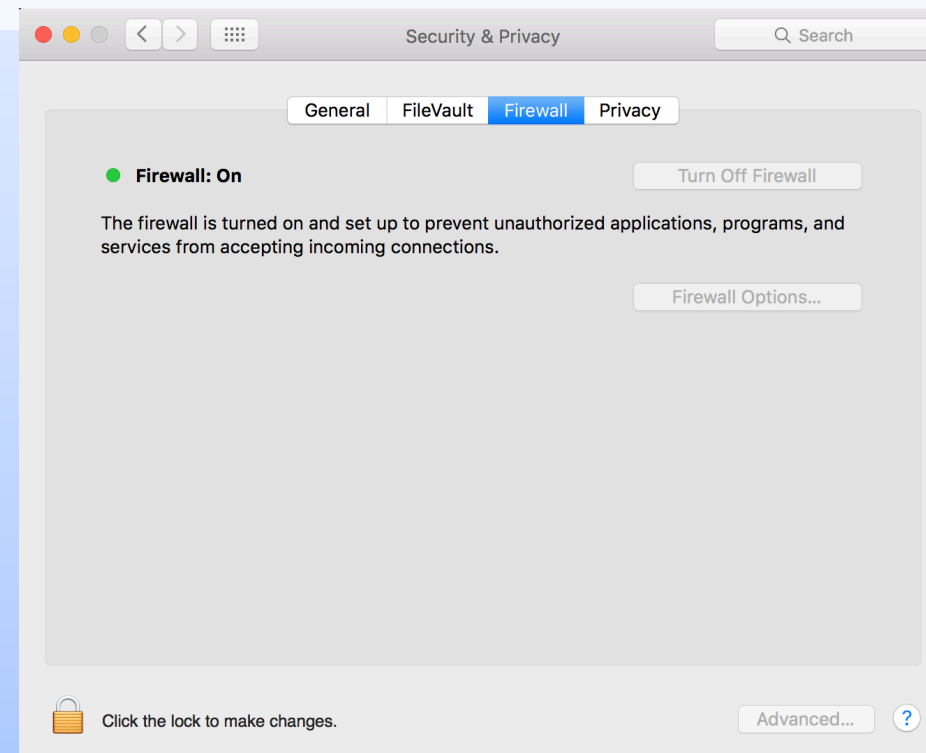 Security & Privacy
Search
General FileVault Firewall Privacy
Firewall: On
Turn Off Firewall
The firewall is turned on and set up to prevent unauthorized applications, programs, and
services from accepting incoming connections.
Firewall Options...
Click the lock to make changes.
Advanced...
?